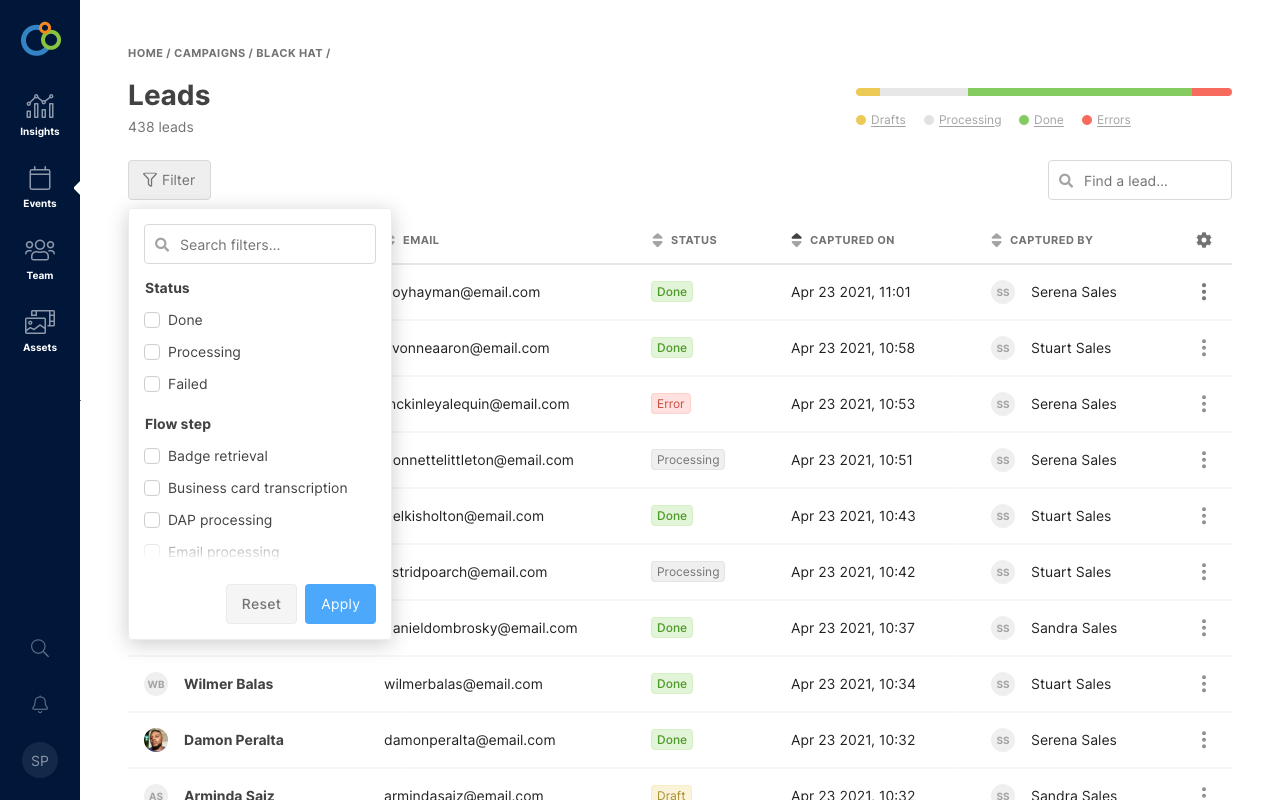 HOME / CAMPAIGNS / BLACK HAT /
Leads
438 leads
Drafts Processing Done Errors
Insights
Events
Team
Assets
SP
Filter
Find a lead...
Search filters...
Status
Done
Processing
Failed
Flow step
Badge retrieval
Business card transcription
DAP processing
Email processing
Reset Apply
EMAIL STATUS CAPTURED ON CAPTURED BY
oyhayman@email.com Done Apr 23 2021, 11:01 SS Serena Sales
vonneaaron@email.com Done Apr 23 2021, 10:58 SS Stuart Sales
nckinleyalequin@email.com Error Apr 23 2021, 10:53 SS Serena Sales
onnettelittleton@email.com Processing Apr 23 2021, 10:51 SS Serena Sales
elkisholton@email.com Done Apr 23 2021, 10:43 SS Stuart Sales
stridpoarch@email.com Processing Apr 23 2021, 10:42 SS Stuart Sales
anieldombrosky@email.com Done Apr 23 2021, 10:37 SS Sandra Sales
WB Wilmer Balas wilmerbalas@email.com Done Apr 23 2021, 10:34 SS Stuart Sales
Damon Peralta damonperalta@email.com Done Apr 23 2021, 10:32 SS Serena Sales
AS Arminda Saiz armindasaiz@email.com Draft Apr 23 2021, 10:32 SS Sandra Sales